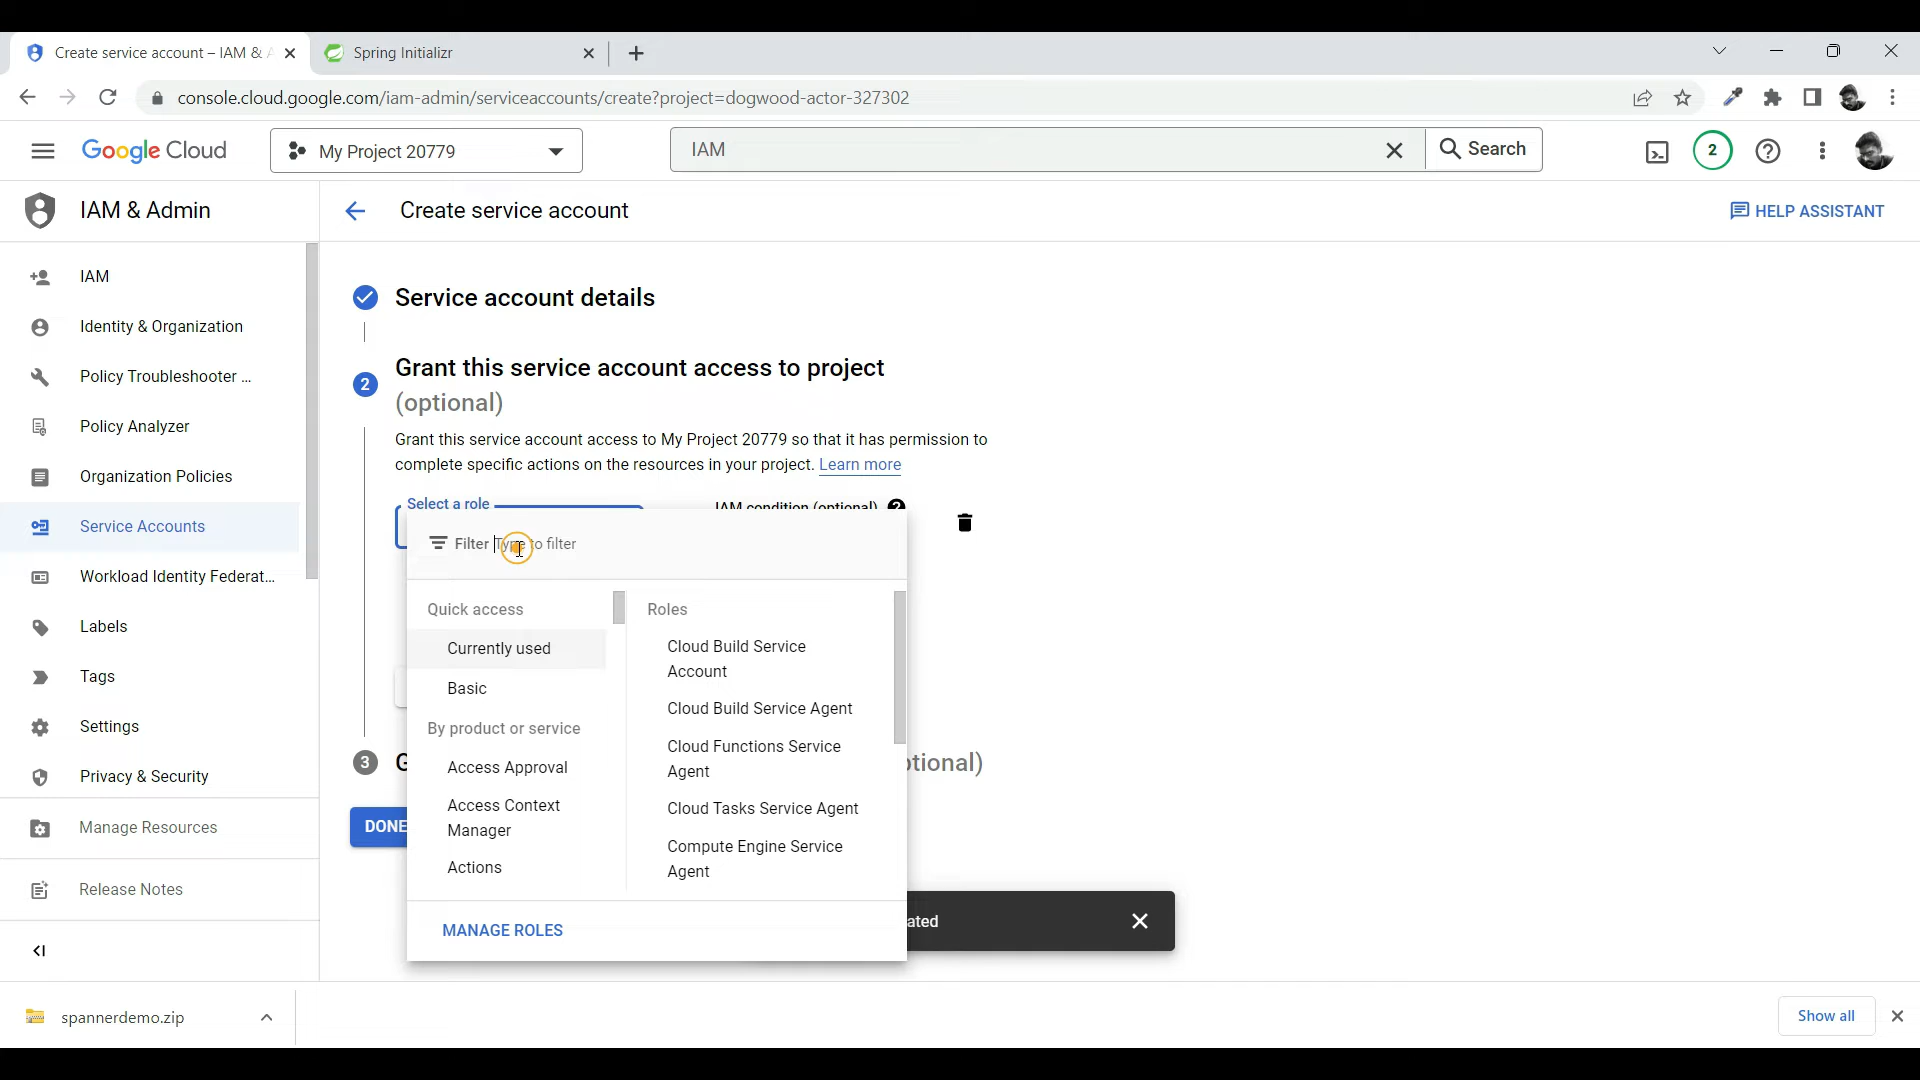 Create service account – IAM & A
Spring Initializr
console.cloud.google.com/iam-admin/serviceaccounts/create?project=dogwood-actor-327302
Google Cloud
My Project 20779
IAM
Search
2
IAM & Admin
Create service account
HELP ASSISTANT
IAM
Identity & Organization
Policy Troubleshooter ...
Policy Analyzer
Organization Policies
Service Accounts
Workload Identity Federat...
Labels
Tags
Settings
Privacy & Security
Manage Resources
Release Notes
Service account details
2
Grant this service account access to project
(optional)
Grant this service account access to My Project 20779 so that it has permission to
complete specific actions on the resources in your project. Learn more
Select a role
IAM condition (optional)
Filter Type to filter
Quick access
Currently used
Basic
By product or service
Access Approval
Access Context
Manager
Actions
Roles
Cloud Build Service
Account
Cloud Build Service Agent
Cloud Functions Service
Agent
Cloud Tasks Service Agent
Compute Engine Service
Agent
MANAGE ROLES
3
G
tional)
DONE
ated
spannerdemo.zip
Show all